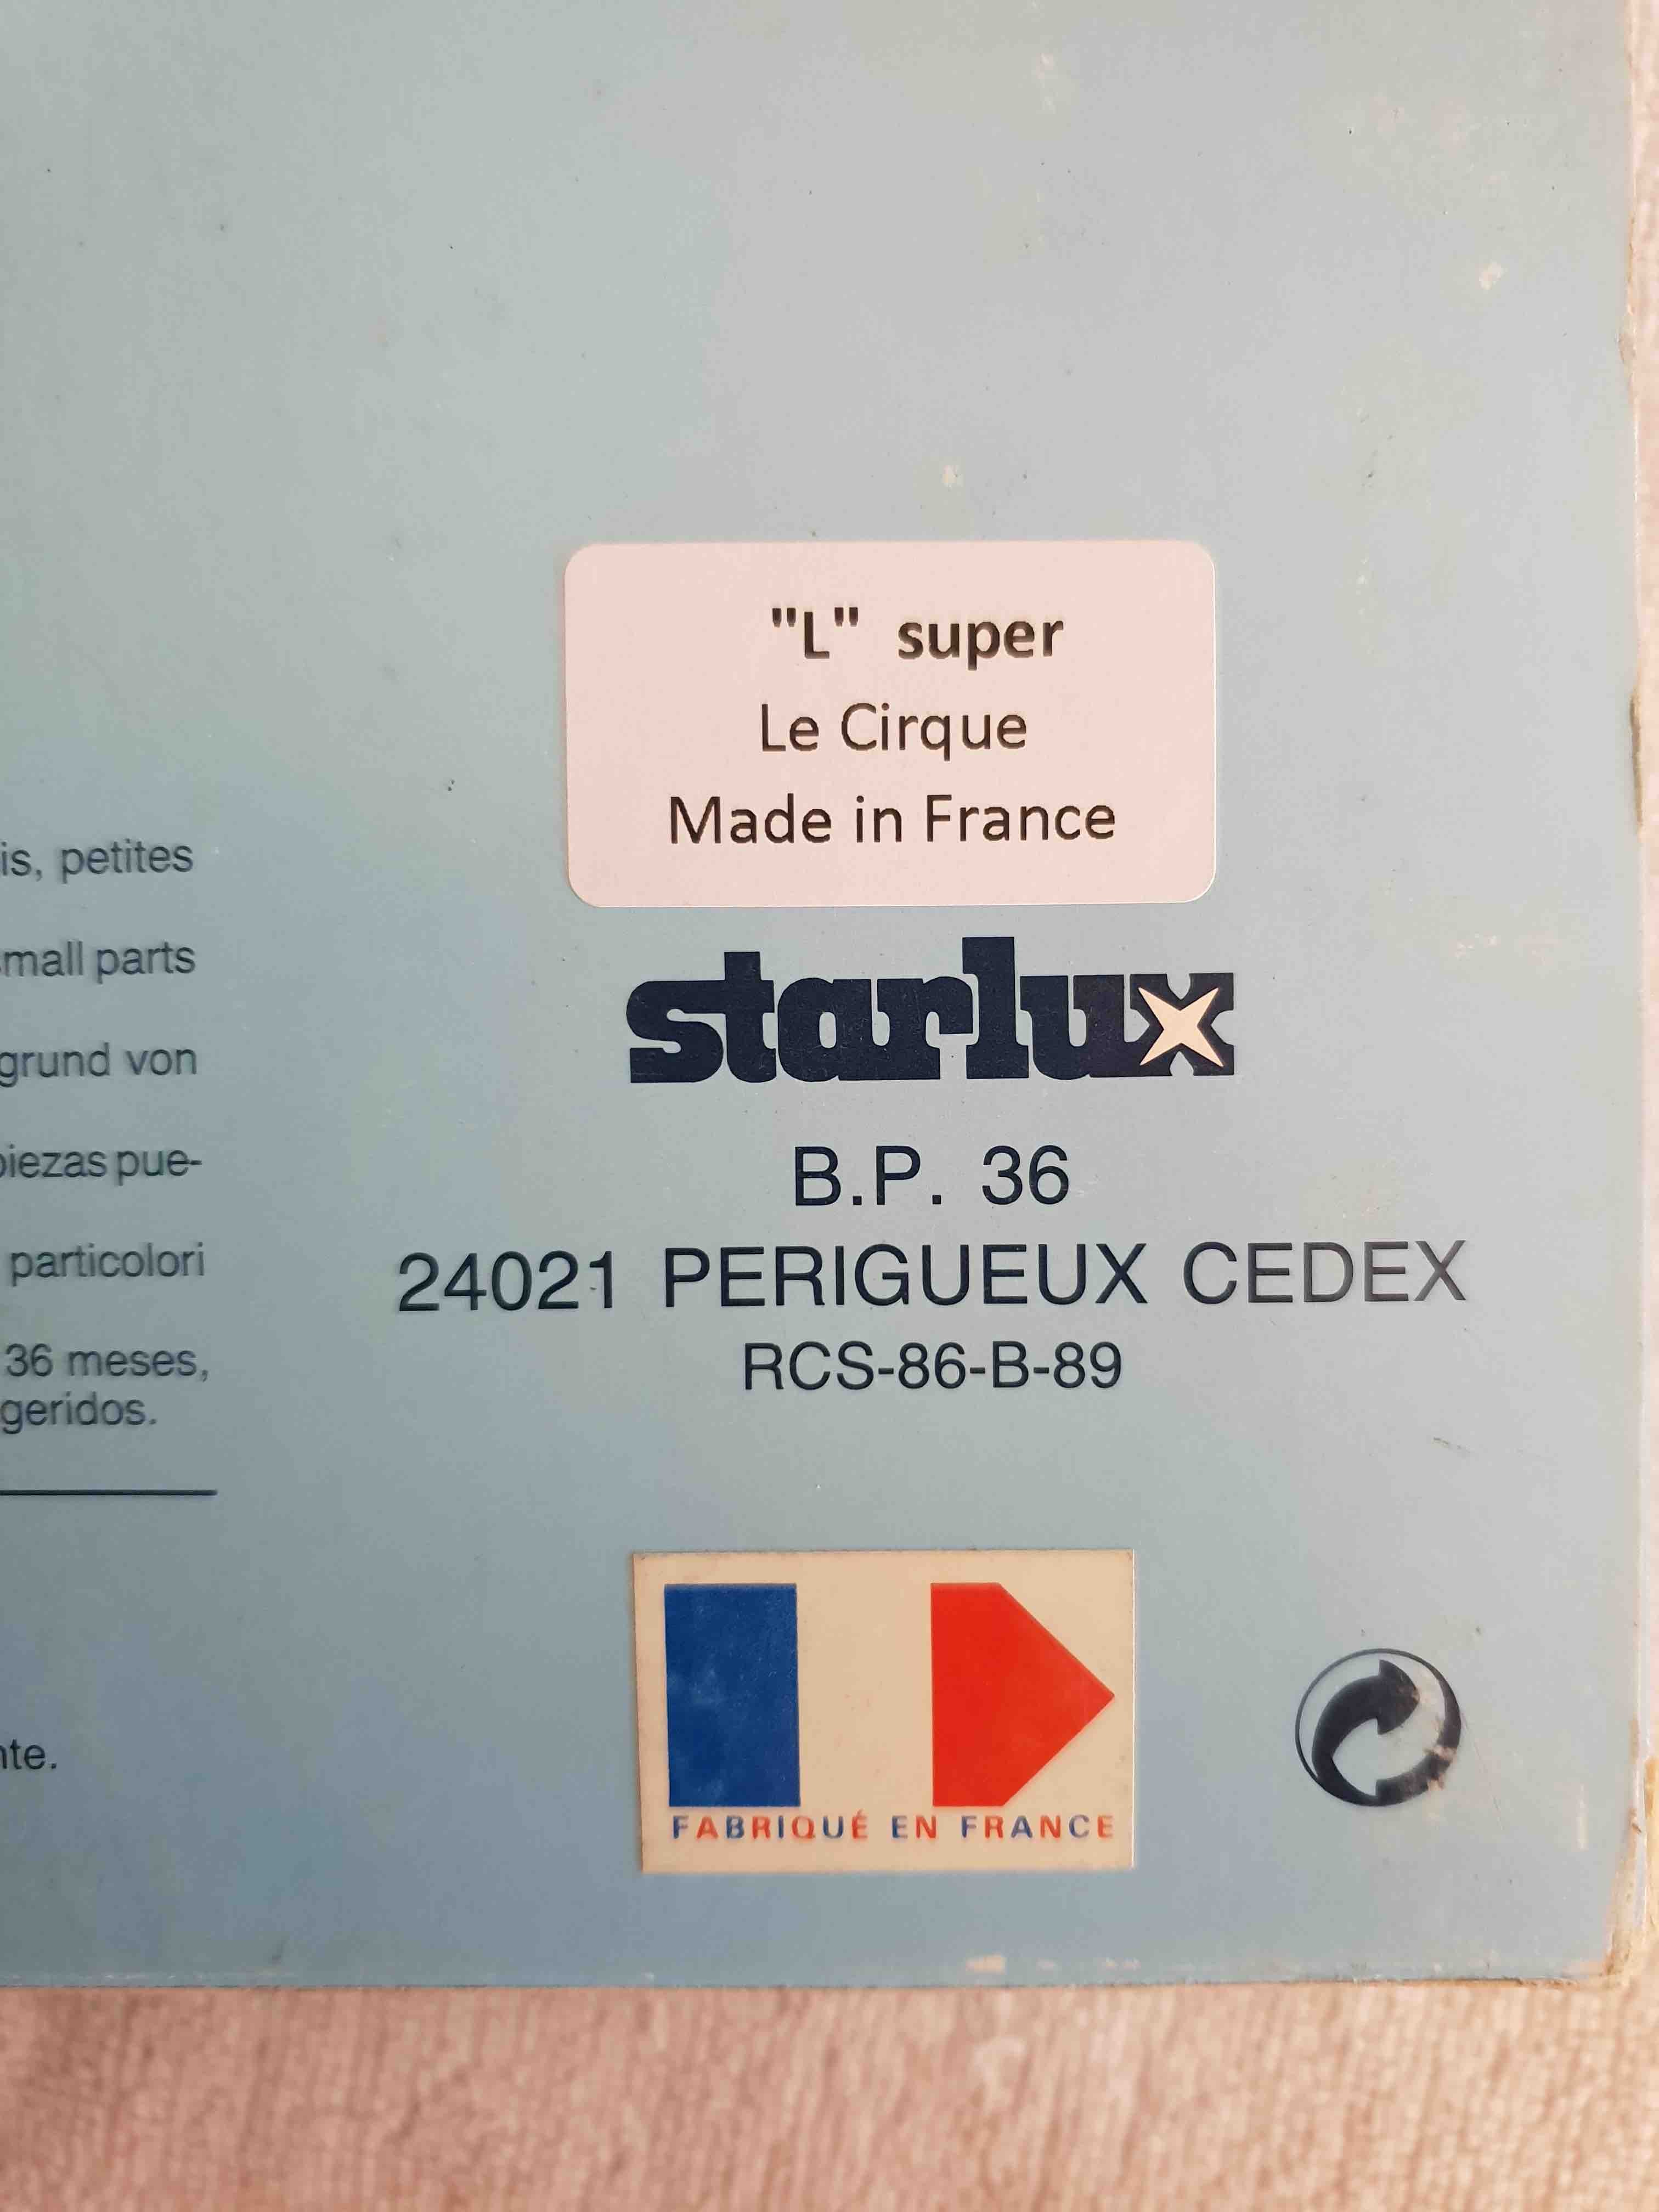 "L" super
Le Cirque
Made in France
is, petites
small parts
grund von
piezas pue-
particolori
36 meses,
geridos.
nte.
starlux
B.P. 36
24021 PERIGUEUX CEDEX
RCS-86-B-89
FABRIQUÉ EN FRANCE